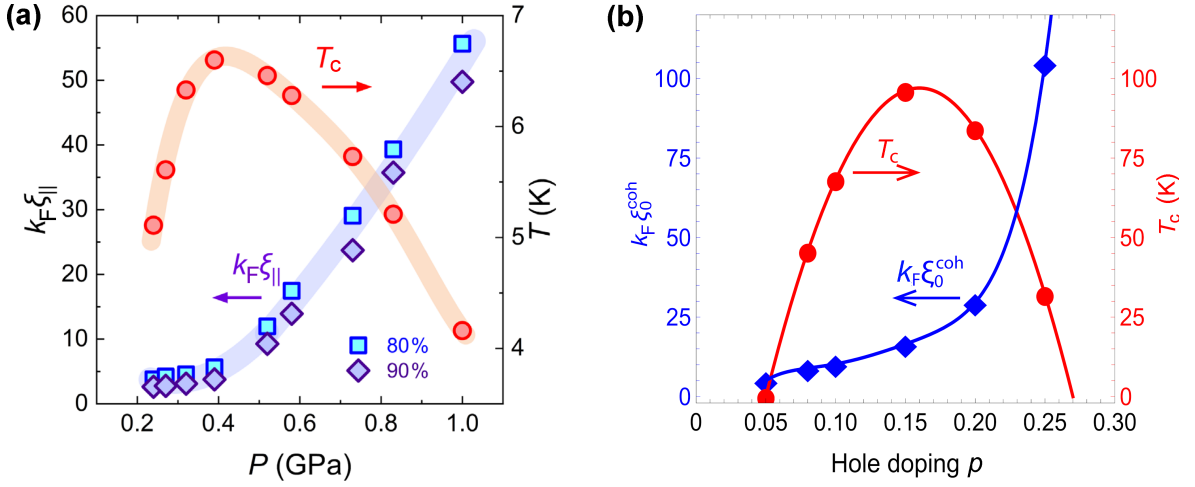 (a)
60
50
40
30
20
10
0
k_Fξ_||
7
6
5
4
T (K)
T_c
k_Fξ_||
80%
90%
0.2 0.4 0.6 0.8 1.0
P (GPa)
(b)
100
75
50
25
0
k_F ξ_0^coh
100
75
50
25
0
T_c (K)
T_c
k_Fξ_0^coh
0 0.05 0.10 0.15 0.20 0.25 0.30
Hole doping p